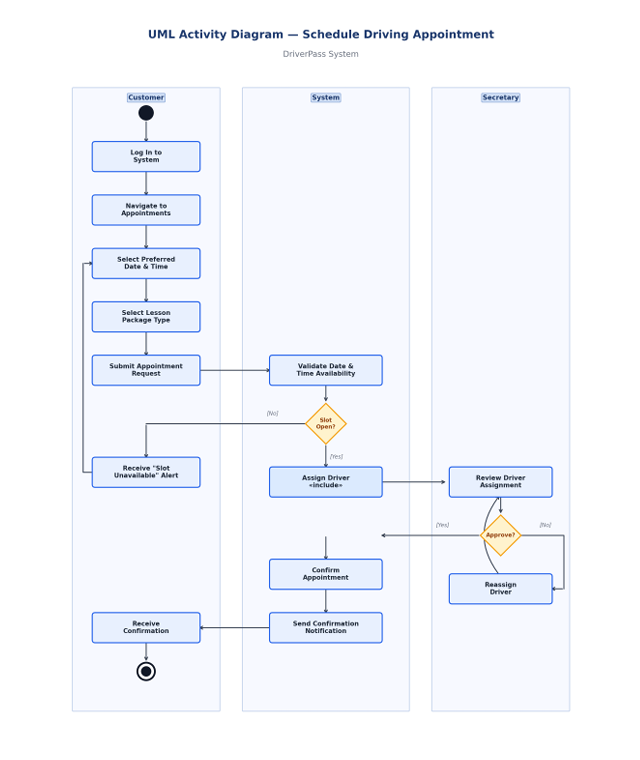 UML Activity Diagram — Schedule Driving Appointment
DriverPass System
Customer
System
Secretary
Log In to
System
Navigate to
Appointments
Select Preferred
Date & Time
Select Lesson
Package Type
Submit Appointment
Request
Validate Date &
Time Availability
Slot
Open?
[No]
[Yes]
Receive "Slot
Unavailable" Alert
Assign Driver
«include»
Review Driver
Assignment
Approve?
[Yes]
[No]
Confirm
Appointment
Reassign
Driver
Receive
Confirmation
Send Confirmation
Notification